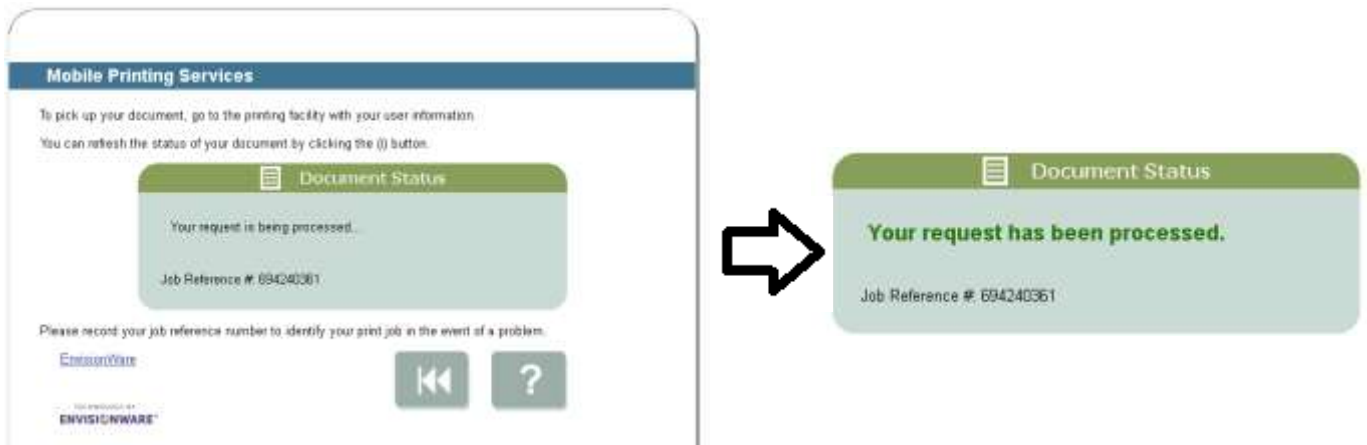 Mobile Printing Services
To pick up your document, go to the printing facility with your user information.
You can refresh the status of your document by clicking the (i) button.
Document Status
Your request is being processed...
Job Reference #: 694240361
Please record your job reference number to identify your print job in the event of a problem.
EnvisionWare
?
ENVISIONWARE™
Document Status
Your request has been processed.
Job Reference #: 694240361